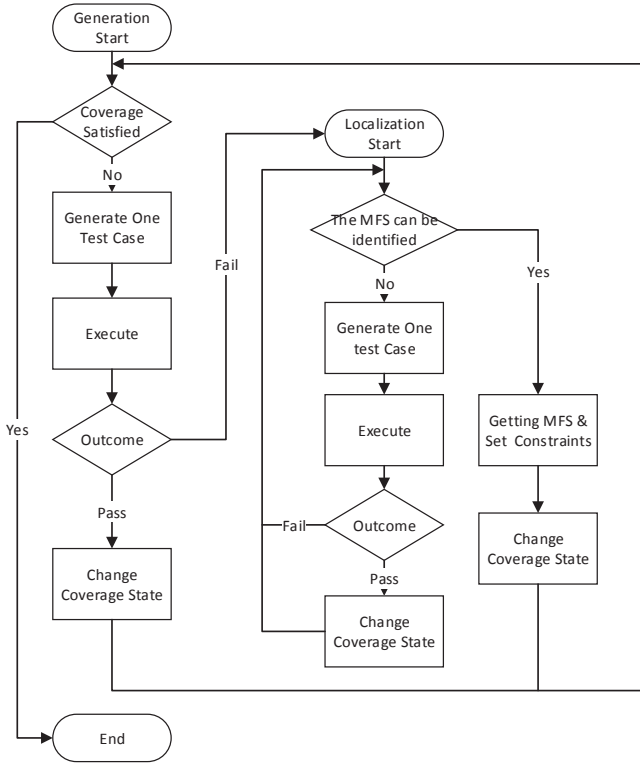 Generation
Start
Coverage
Satisfied
No
Generate One
Test Case
Execute
Outcome
Yes
Pass
Change
Coverage State
End
Fail
Localization
Start
The MFS can be
identified
No
Generate One
test Case
Execute
Outcome
Fail
Pass
Change
Coverage State
Yes
Getting MFS &
Set Constraints
Change
Coverage State